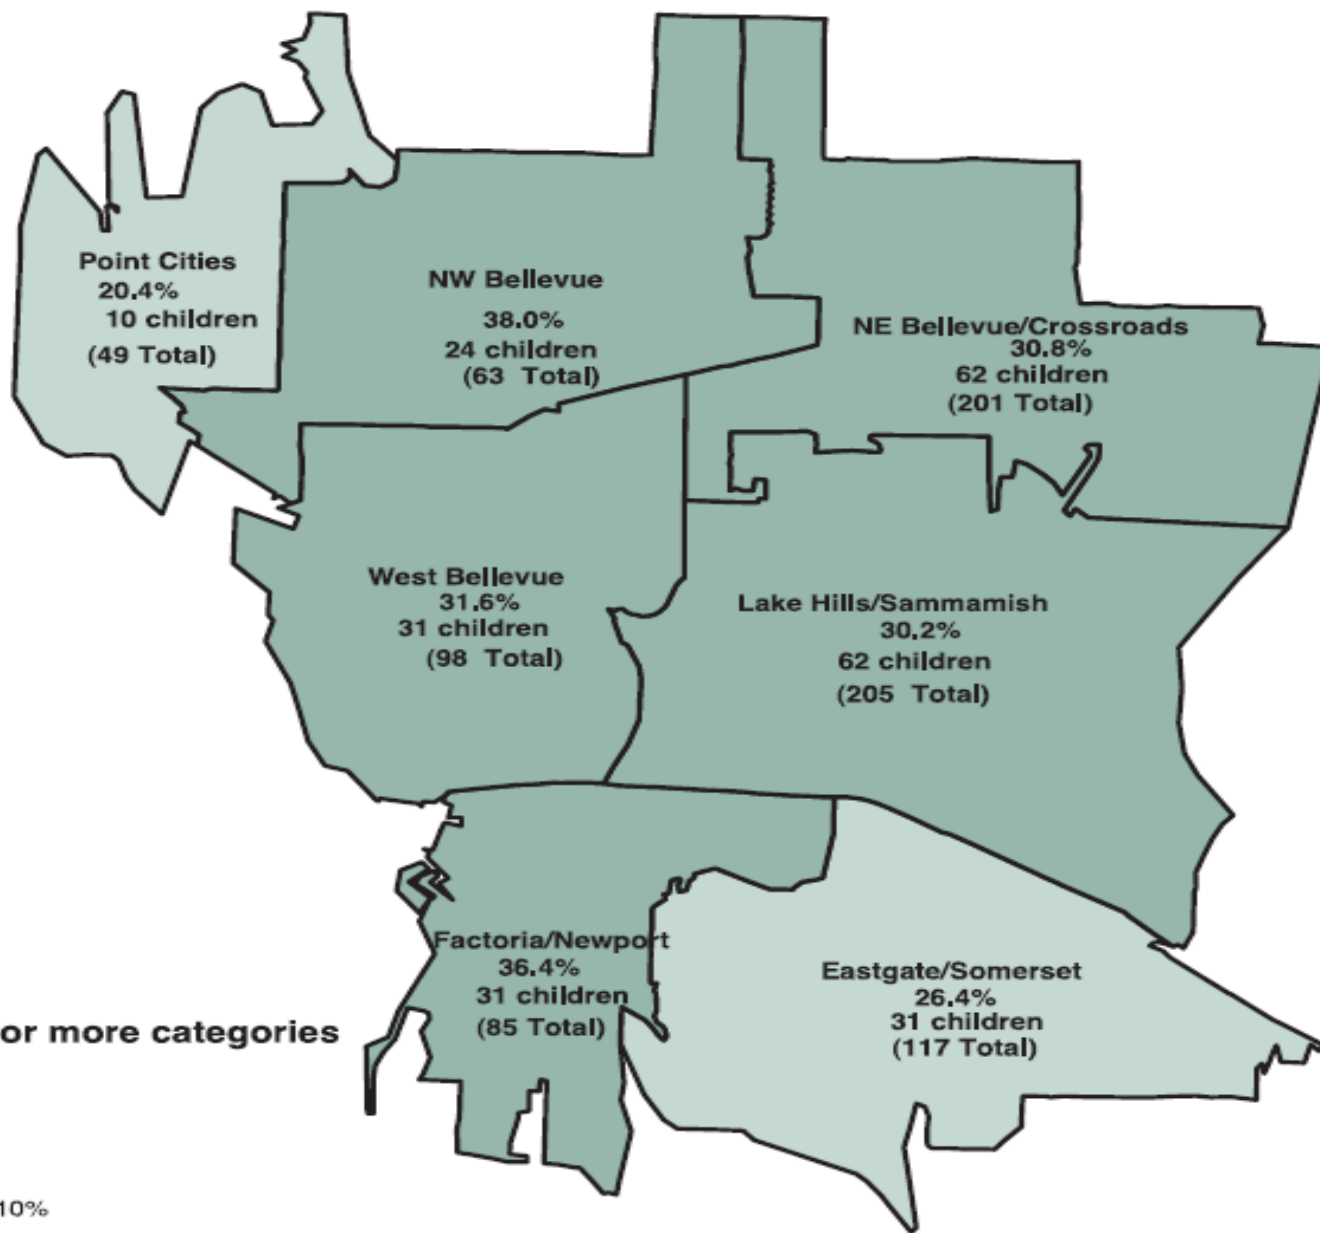 Point Cities
20.4%
10 children
(49 Total)
NW Bellevue
38.0%
24 children
(63 Total)
NE Bellevue/Crossroads
30.8%
62 children
(201 Total)
West Bellevue
31.6%
31 children
(98 Total)
Lake Hills/Sammamish
30.2%
62 children
(205 Total)
Factoria/Newport
36.4%
31 children
(85 Total)
Eastgate/Somerset
26.4%
31 children
(117 Total)
or more categories
10%